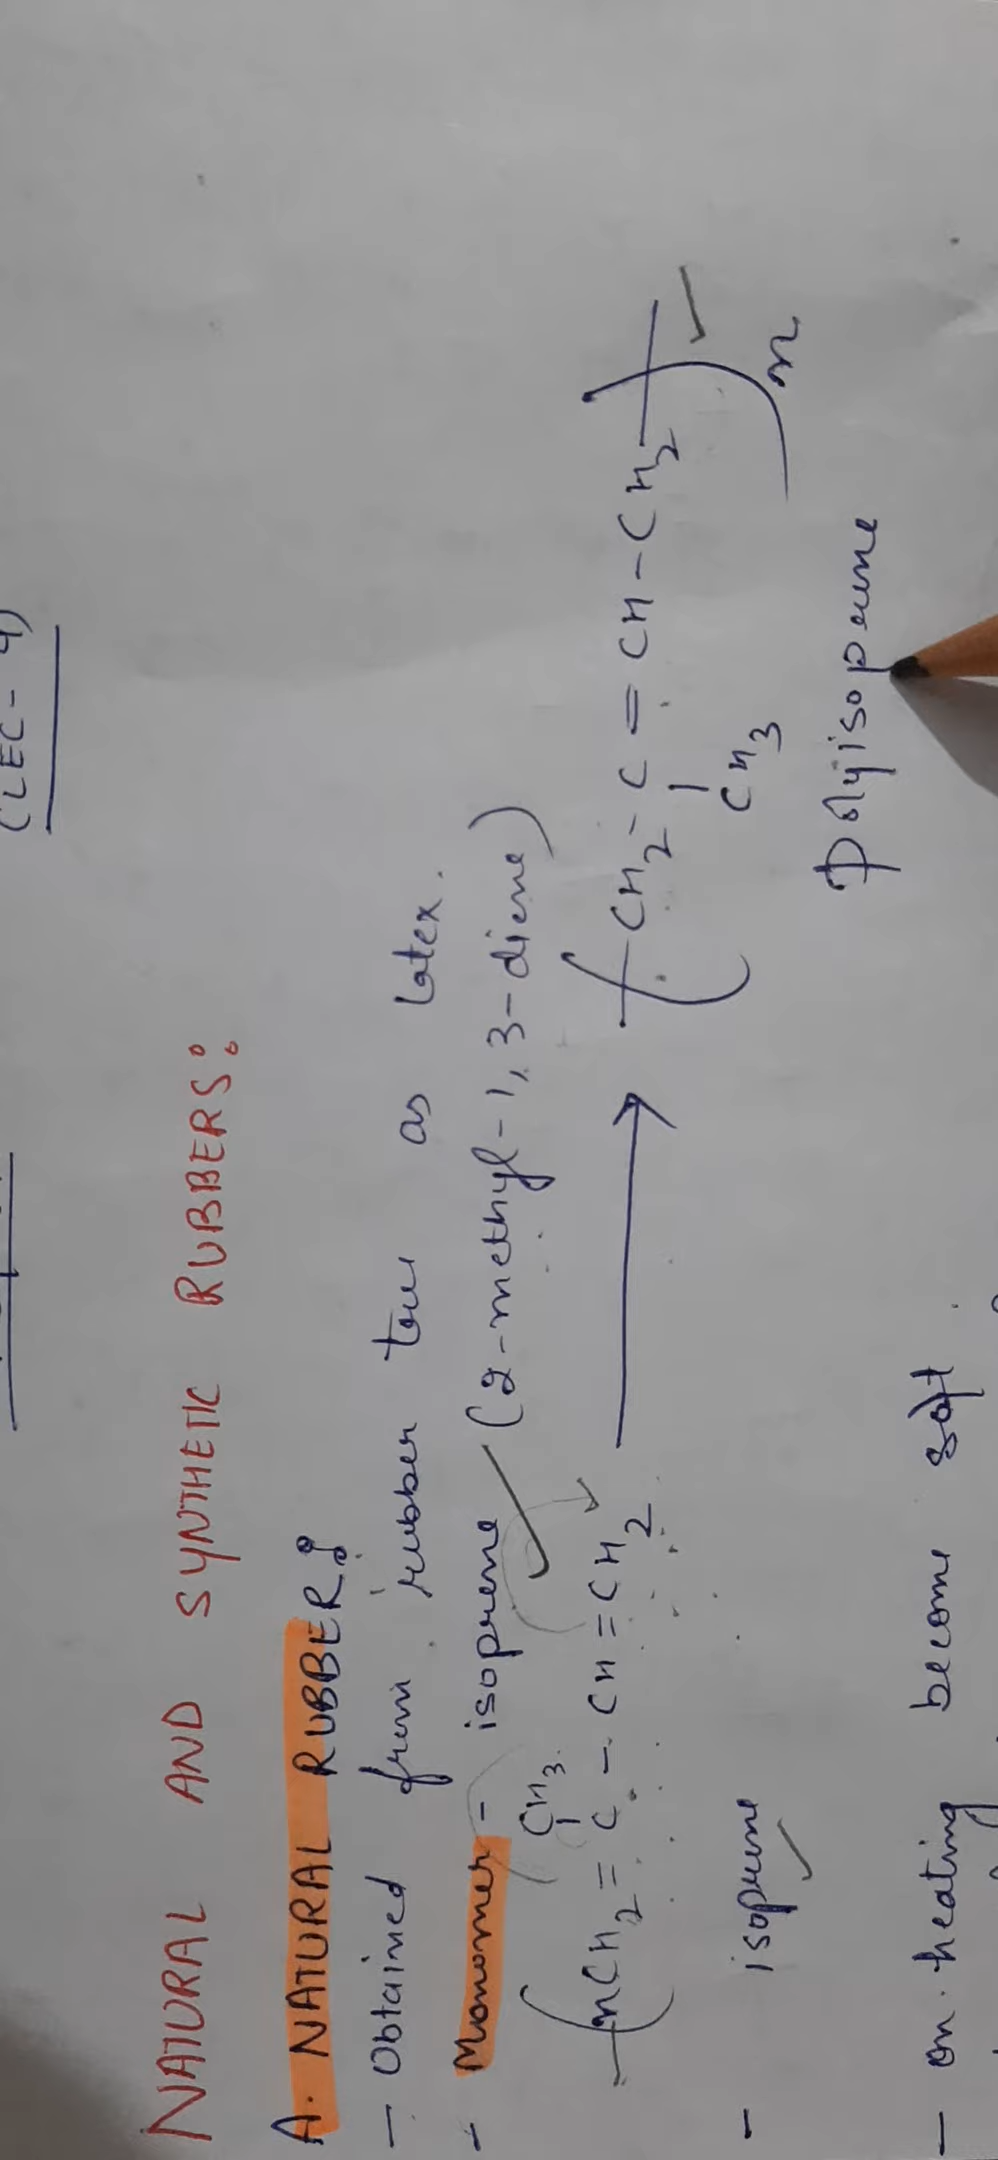 (LEC - 4)
NATURAL AND SYNTHETIC RUBBERS:
A. NATURAL RUBBER:
- Obtained from rubber tree as latex.
- Monomer - isoprene (2-methyl-1,3-diene)
CH3
(nCH2 = C - CH = CH2 → (CH2 - C = CH - CH2)n
CH3
- isoprene polyisoprene
- on heating become soft